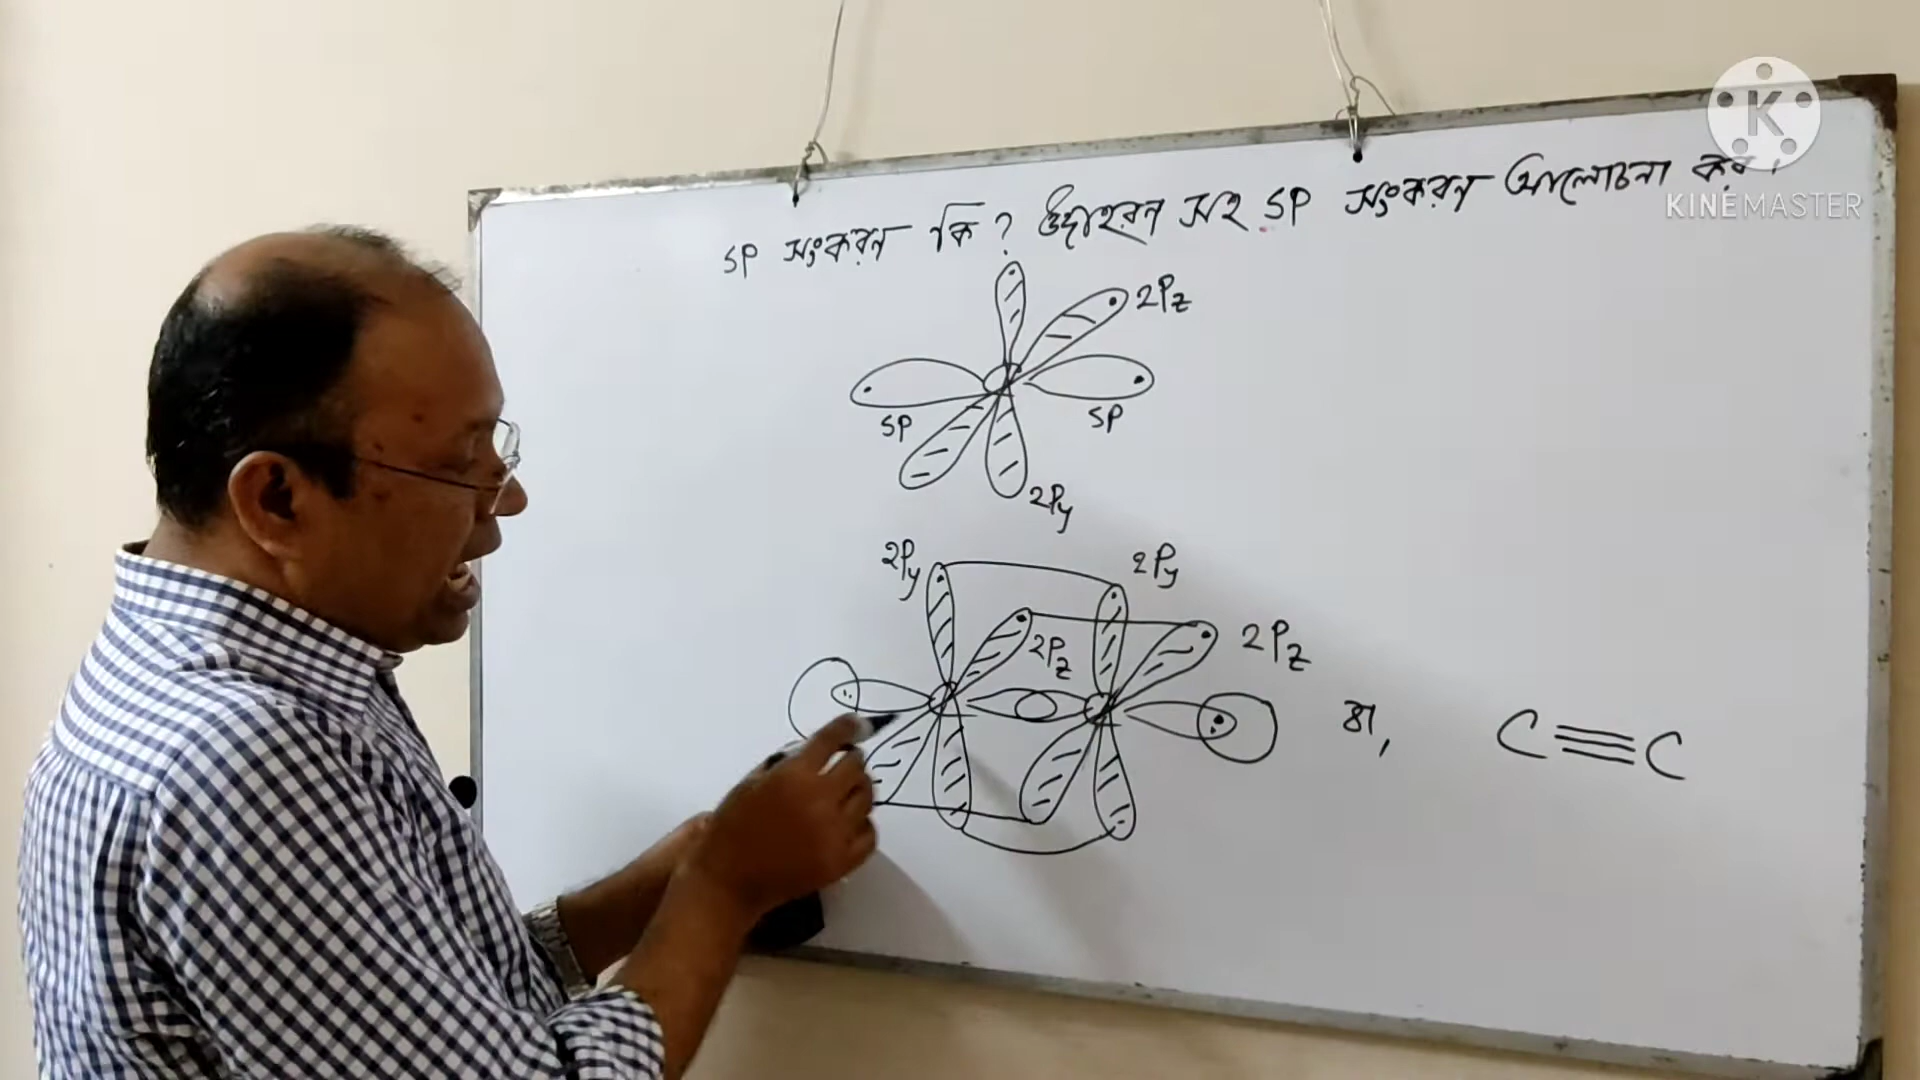 K
KINEMASTER
SP সংকরন কি? উদাহরন সহ SP সংকরন আলোচনা কর।
2Pz
SP
SP
2Py
2Py
2Py
2Pz
2Pz
বা,
C≡C